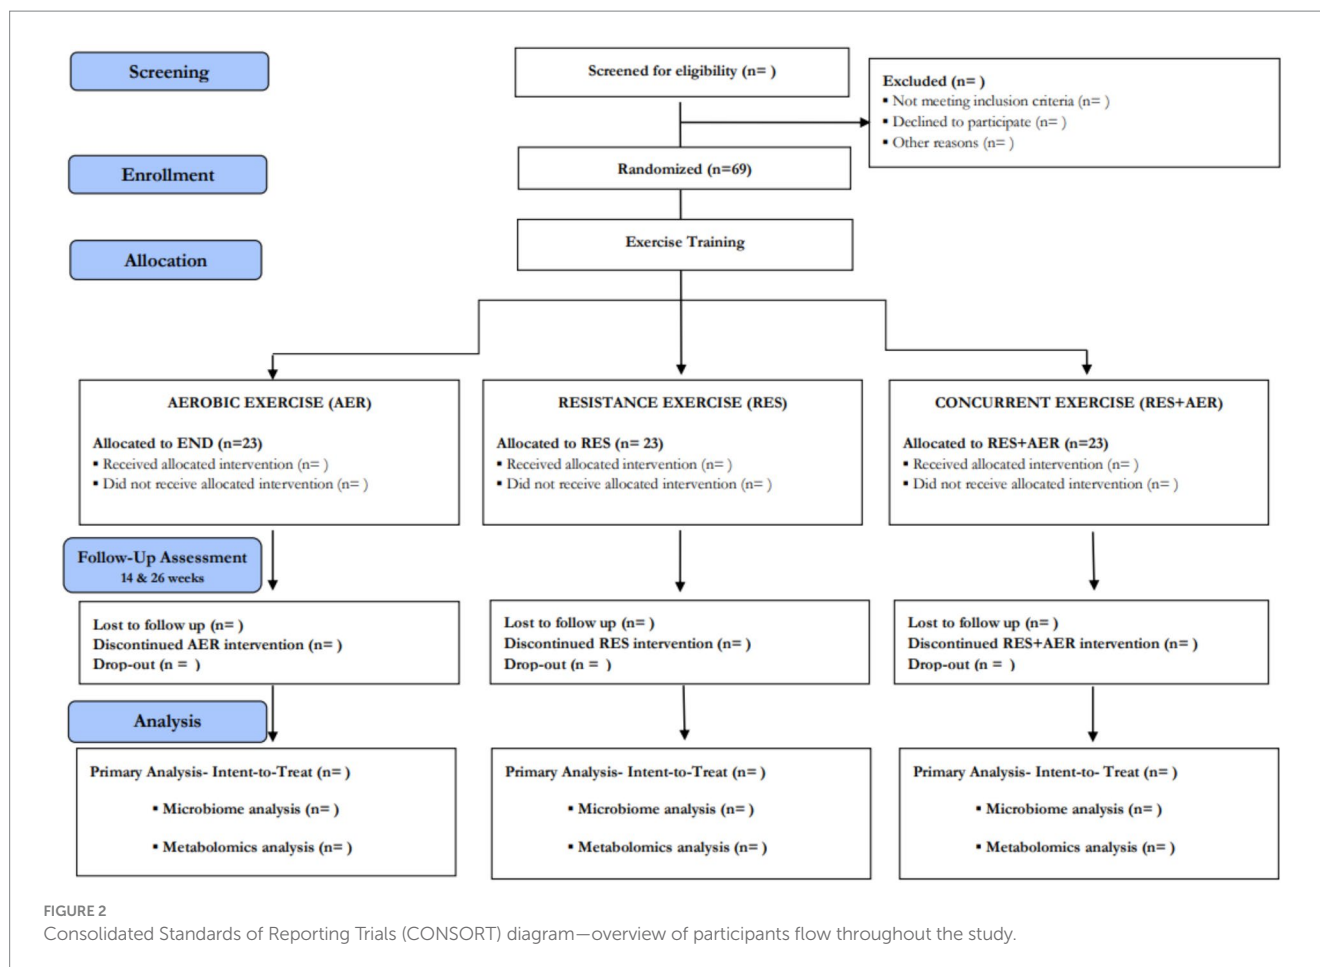 Screening
Screened for eligibility (n= )
Excluded (n= )
▪ Not meeting inclusion criteria (n= )
▪ Declined to participate (n= )
▪ Other reasons (n= )
Enrollment
Randomized (n=69)
Allocation
Exercise Training
AEROBIC EXERCISE (AER)
Allocated to END (n=23)
▪ Received allocated intervention (n= )
▪ Did not receive allocated intervention (n= )
RESISTANCE EXERCISE (RES)
Allocated to RES (n= 23)
▪ Received allocated intervention (n= )
▪ Did not receive allocated intervention (n= )
CONCURRENT EXERCISE (RES+AER)
Allocated to RES+AER (n=23)
▪ Received allocated intervention (n= )
▪ Did not receive allocated intervention (n= )
Follow-Up Assessment
14 & 26 weeks
Lost to follow up (n= )
Discontinued AER intervention (n= )
Drop-out (n = )
Lost to follow up (n= )
Discontinued RES intervention (n= )
Drop-out (n = )
Lost to follow up (n= )
Discontinued RES+AER intervention (n= )
Drop-out (n = )
Analysis
Primary Analysis- Intent-to-Treat (n= )
▪ Microbiome analysis (n= )
▪ Metabolomics analysis (n= )
Primary Analysis- Intent-to-Treat (n= )
▪ Microbiome analysis (n= )
▪ Metabolomics analysis (n= )
Primary Analysis- Intent-to- Treat (n= )
▪ Microbiome analysis (n= )
▪ Metabolomics analysis (n= )
FIGURE 2
Consolidated Standards of Reporting Trials (CONSORT) diagram—overview of participants flow throughout the study.